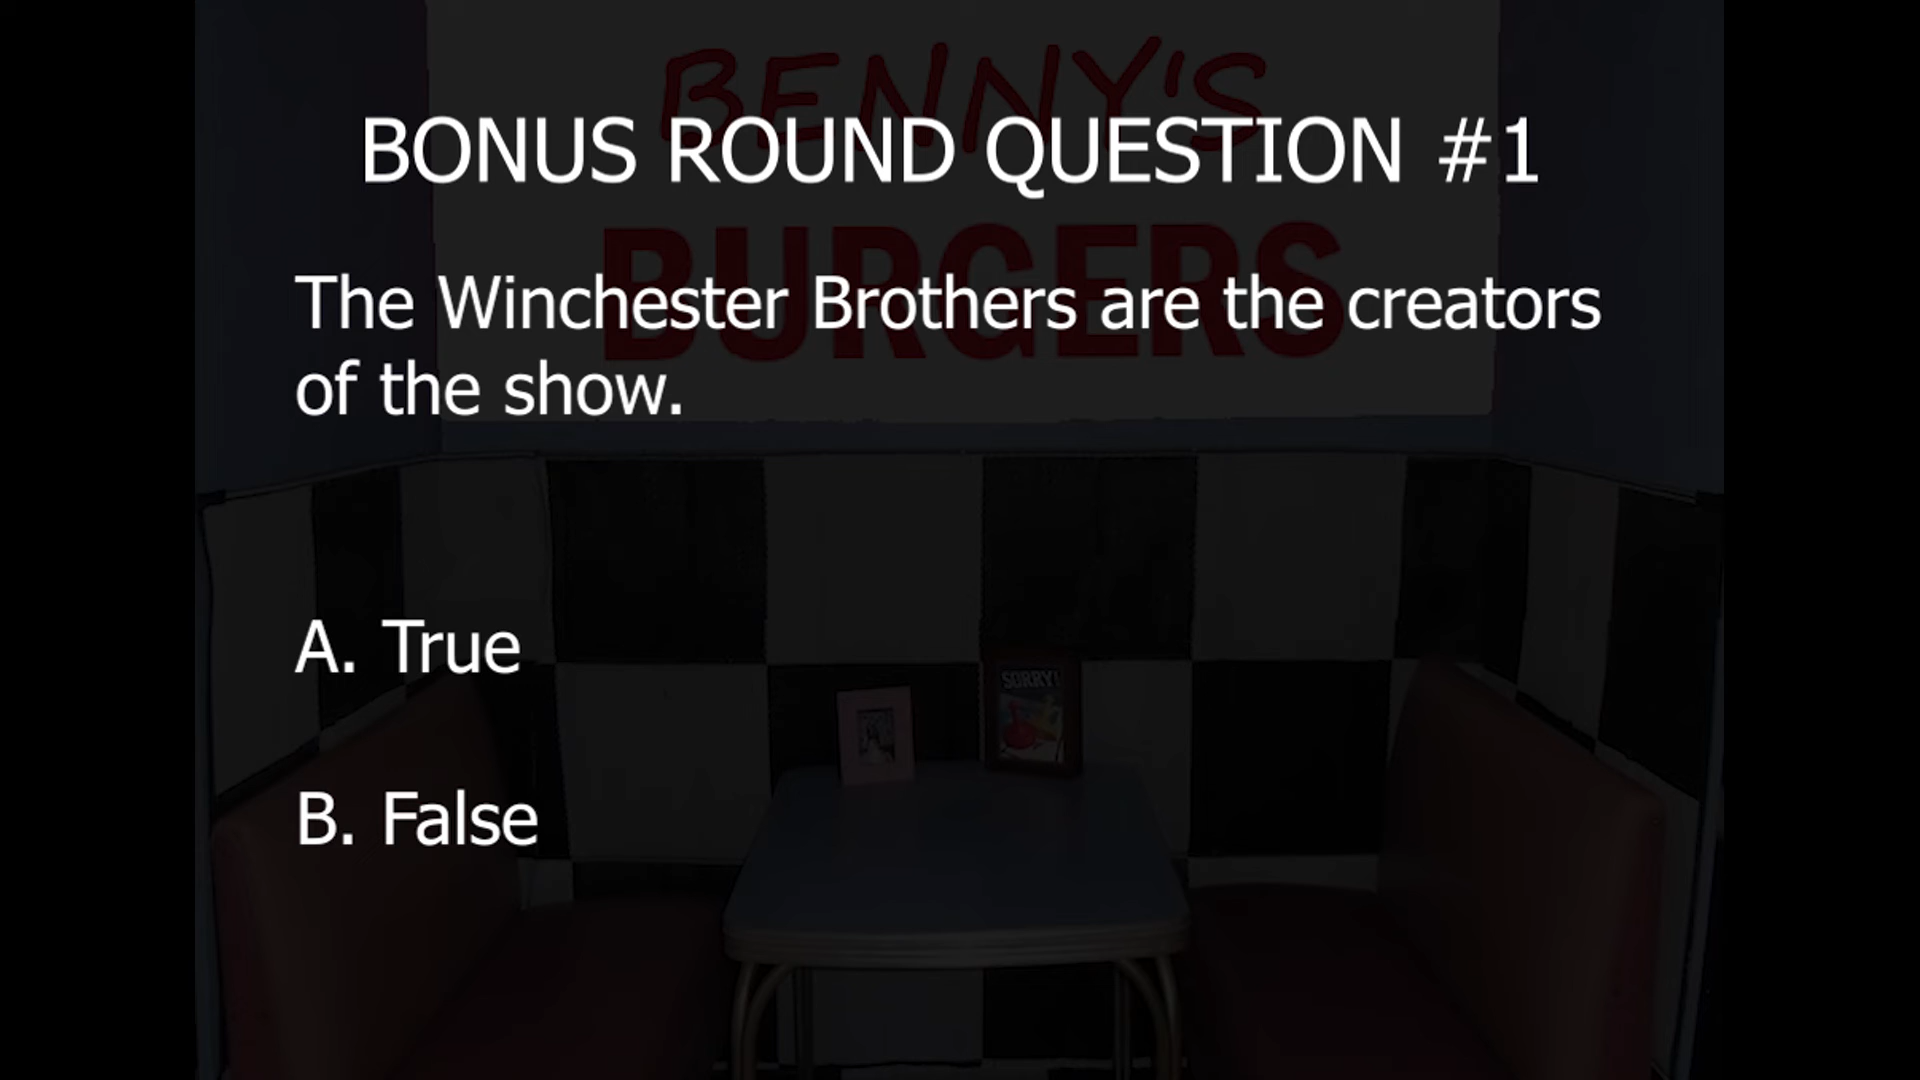 BENNY'S
BONUS ROUND QUESTION #1
BURGERS
The Winchester Brothers are the creators
of the show.
SORRY!
A. True
B. False